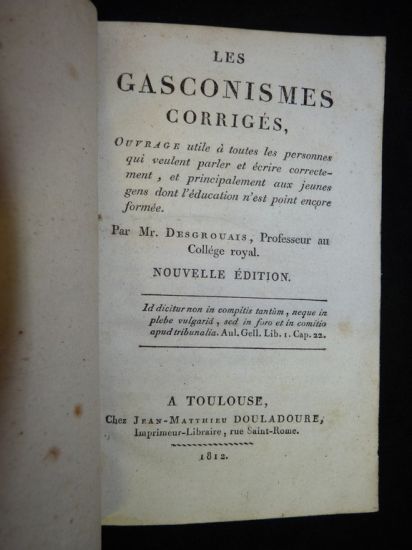 LES
GASCONISMES
CORRIGÉS,
OUVRAGE utile à toutes les personnes
qui veulent parler et écrire correcte-
ment, et principalement aux jeunes
gens dont l'éducation n'est point encore
formée.
Par Mr. DESGROUAIS, Professeur au
Collége royal.
NOUVELLE ÉDITION.
Id dicitur non in compitis tantùm, neque in
plebe vulgariâ, sed in foro et in comitio
apud tribunalia. Aul. Gell. Lib. 1. Cap. 22.
A TOULOUSE,
Chez JEAN-MATTHIEU DOULADOURE,
Imprimeur-Libraire, rue Saint-Rome.
1812.